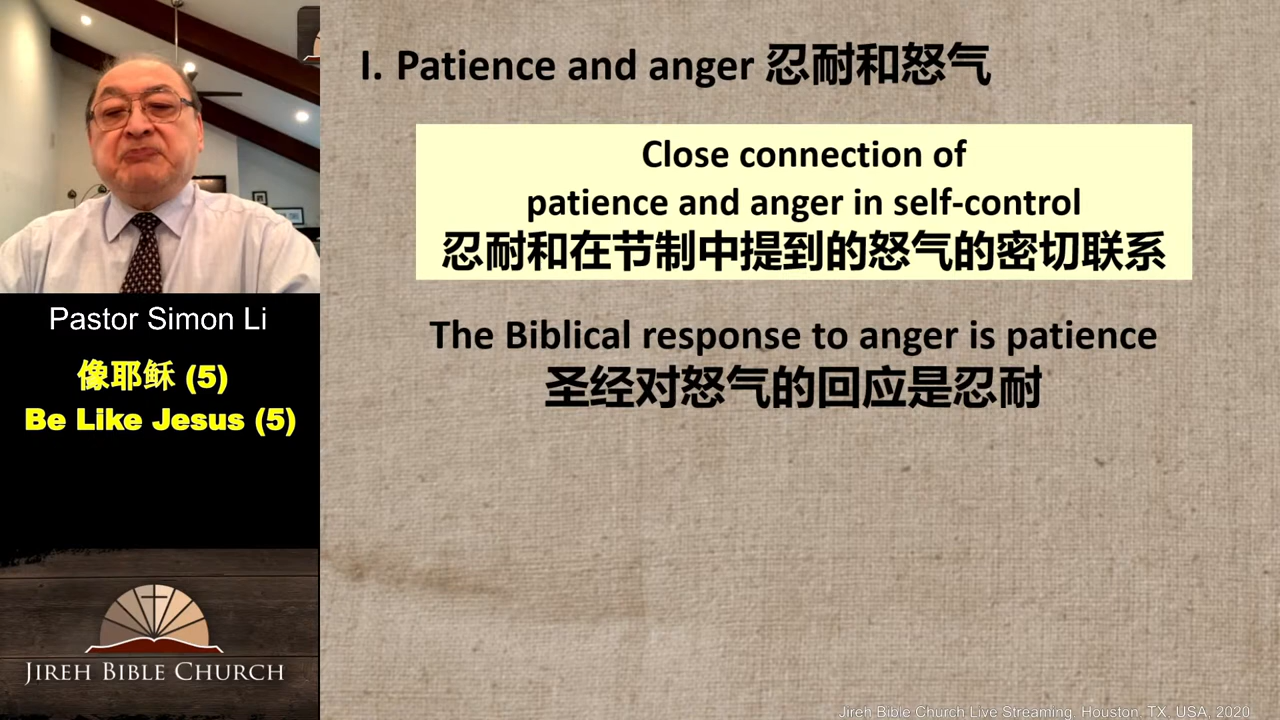 I. Patience and anger 忍耐和怒气
Close connection of
patience and anger in self-control
忍耐和在节制中提到的怒气的密切联系
The Biblical response to anger is patience
圣经对怒气的回应是忍耐
Pastor Simon Li
像耶稣 (5)
Be Like Jesus (5)
JIREH BIBLE CHURCH
Jireh Bible Church Live Streaming, Houston, TX, USA, 2020